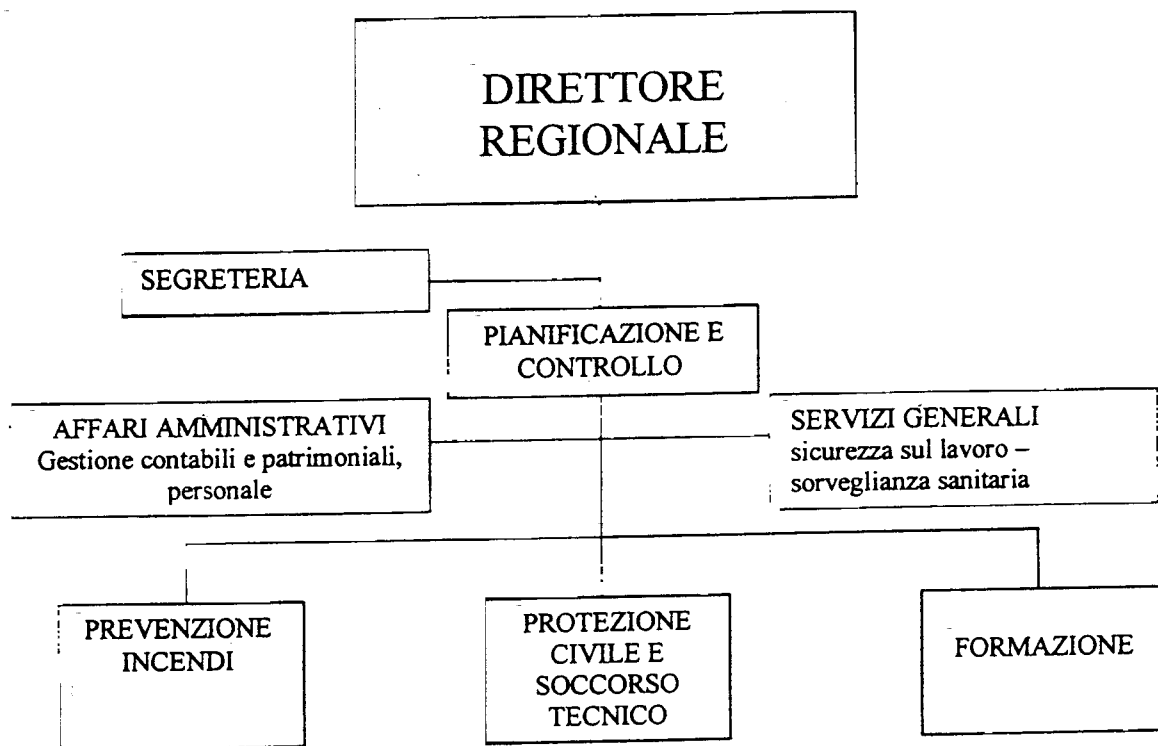 DIRETTORE
REGIONALE
SEGRETERIA
PIANIFICAZIONE E
CONTROLLO
AFFARI AMMINISTRATIVI
Gestione contabili e patrimoniali,
personale
SERVIZI GENERALI
sicurezza sul lavoro –
sorveglianza sanitaria
PREVENZIONE
INCENDI
PROTEZIONE
CIVILE E
SOCCORSO
TECNICO
FORMAZIONE